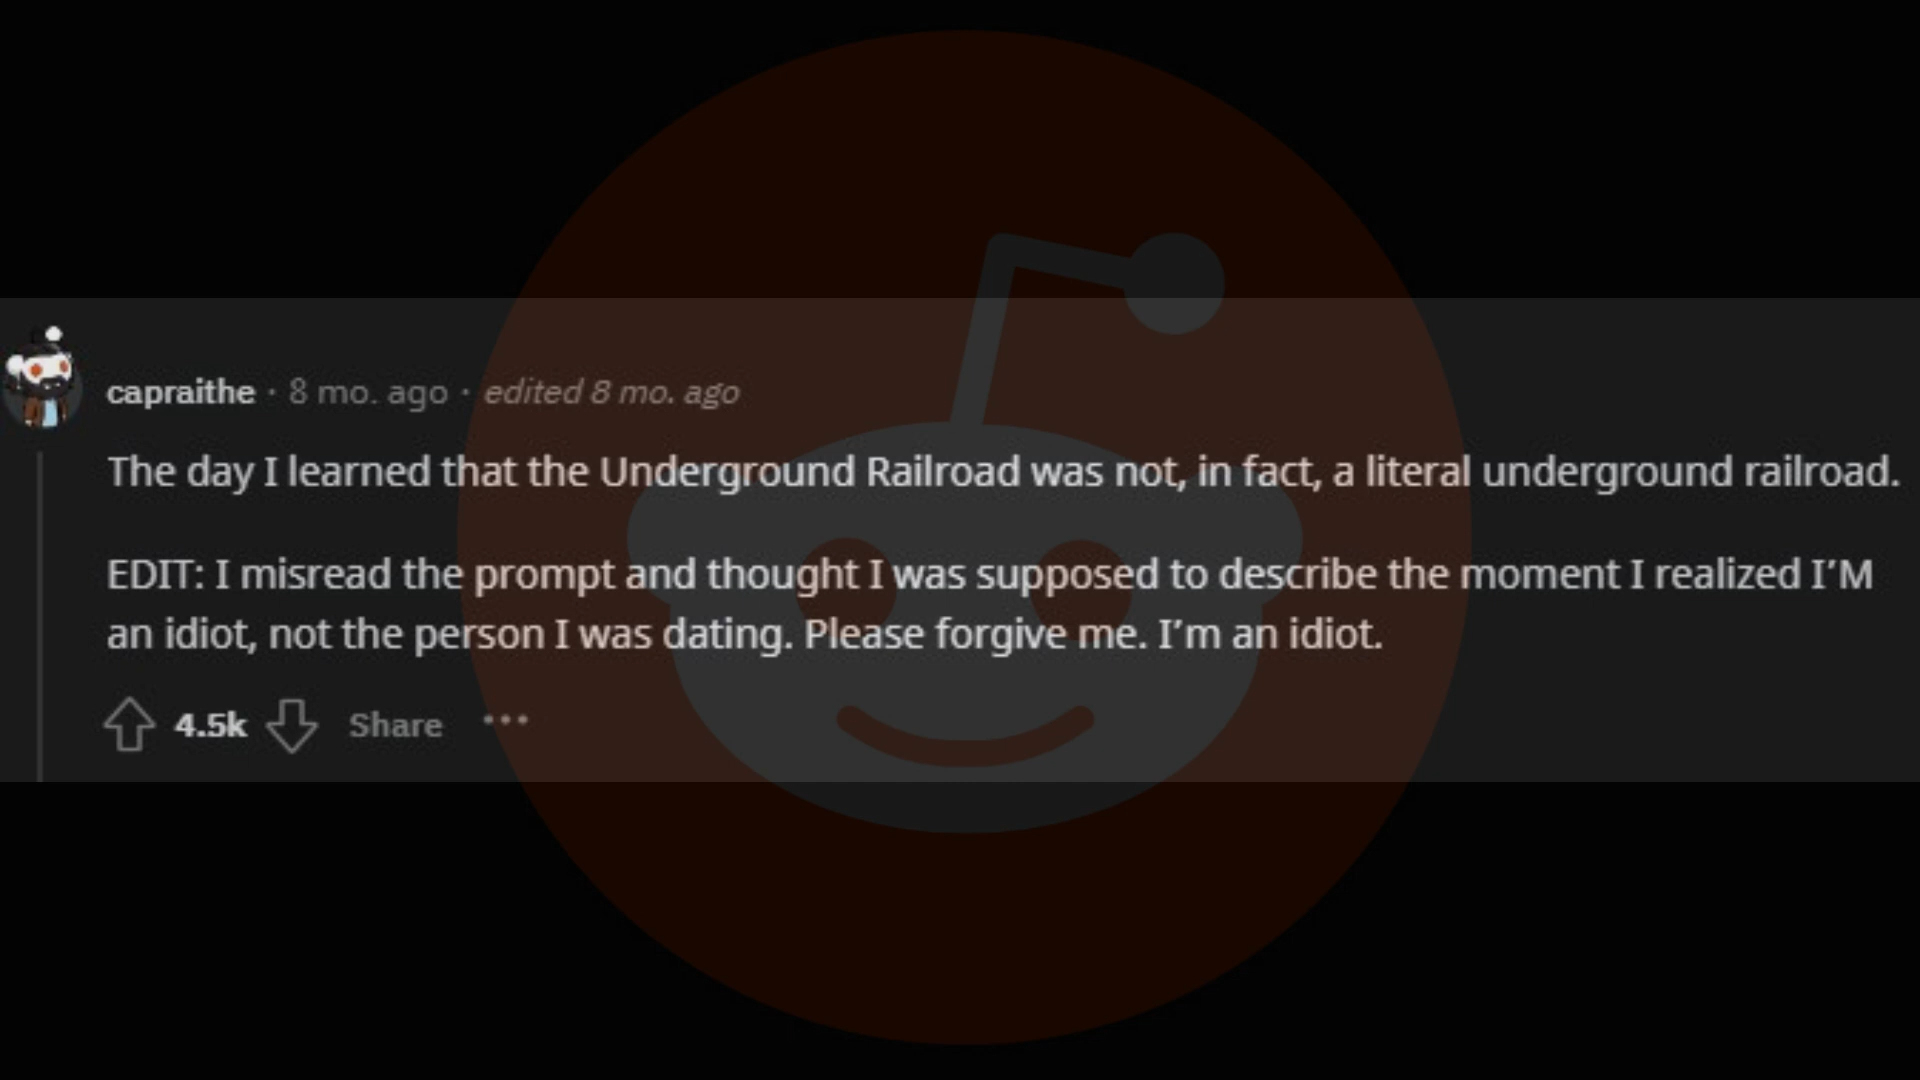 capraithe · 8 mo. ago · edited 8 mo. ago
The day I learned that the Underground Railroad was not, in fact, a literal underground railroad.
EDIT: I misread the prompt and thought I was supposed to describe the moment I realized I’M
an idiot, not the person I was dating. Please forgive me. I’m an idiot.
4.5k Share ···